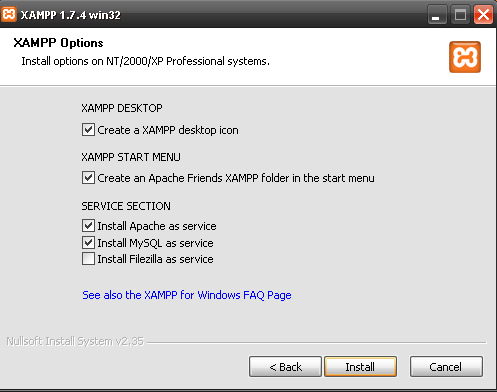 XAMPP 1.7.4 win32
XAMPP Options
Install options on NT/2000/XP Professional systems.
XAMPP DESKTOP
Create a XAMPP desktop icon
XAMPP START MENU
Create an Apache Friends XAMPP folder in the start menu
SERVICE SECTION
Install Apache as service
Install MySQL as service
Install Filezilla as service
See also the XAMPP for Windows FAQ Page
Nullsoft Install System v2.35
< Back
Install
Cancel